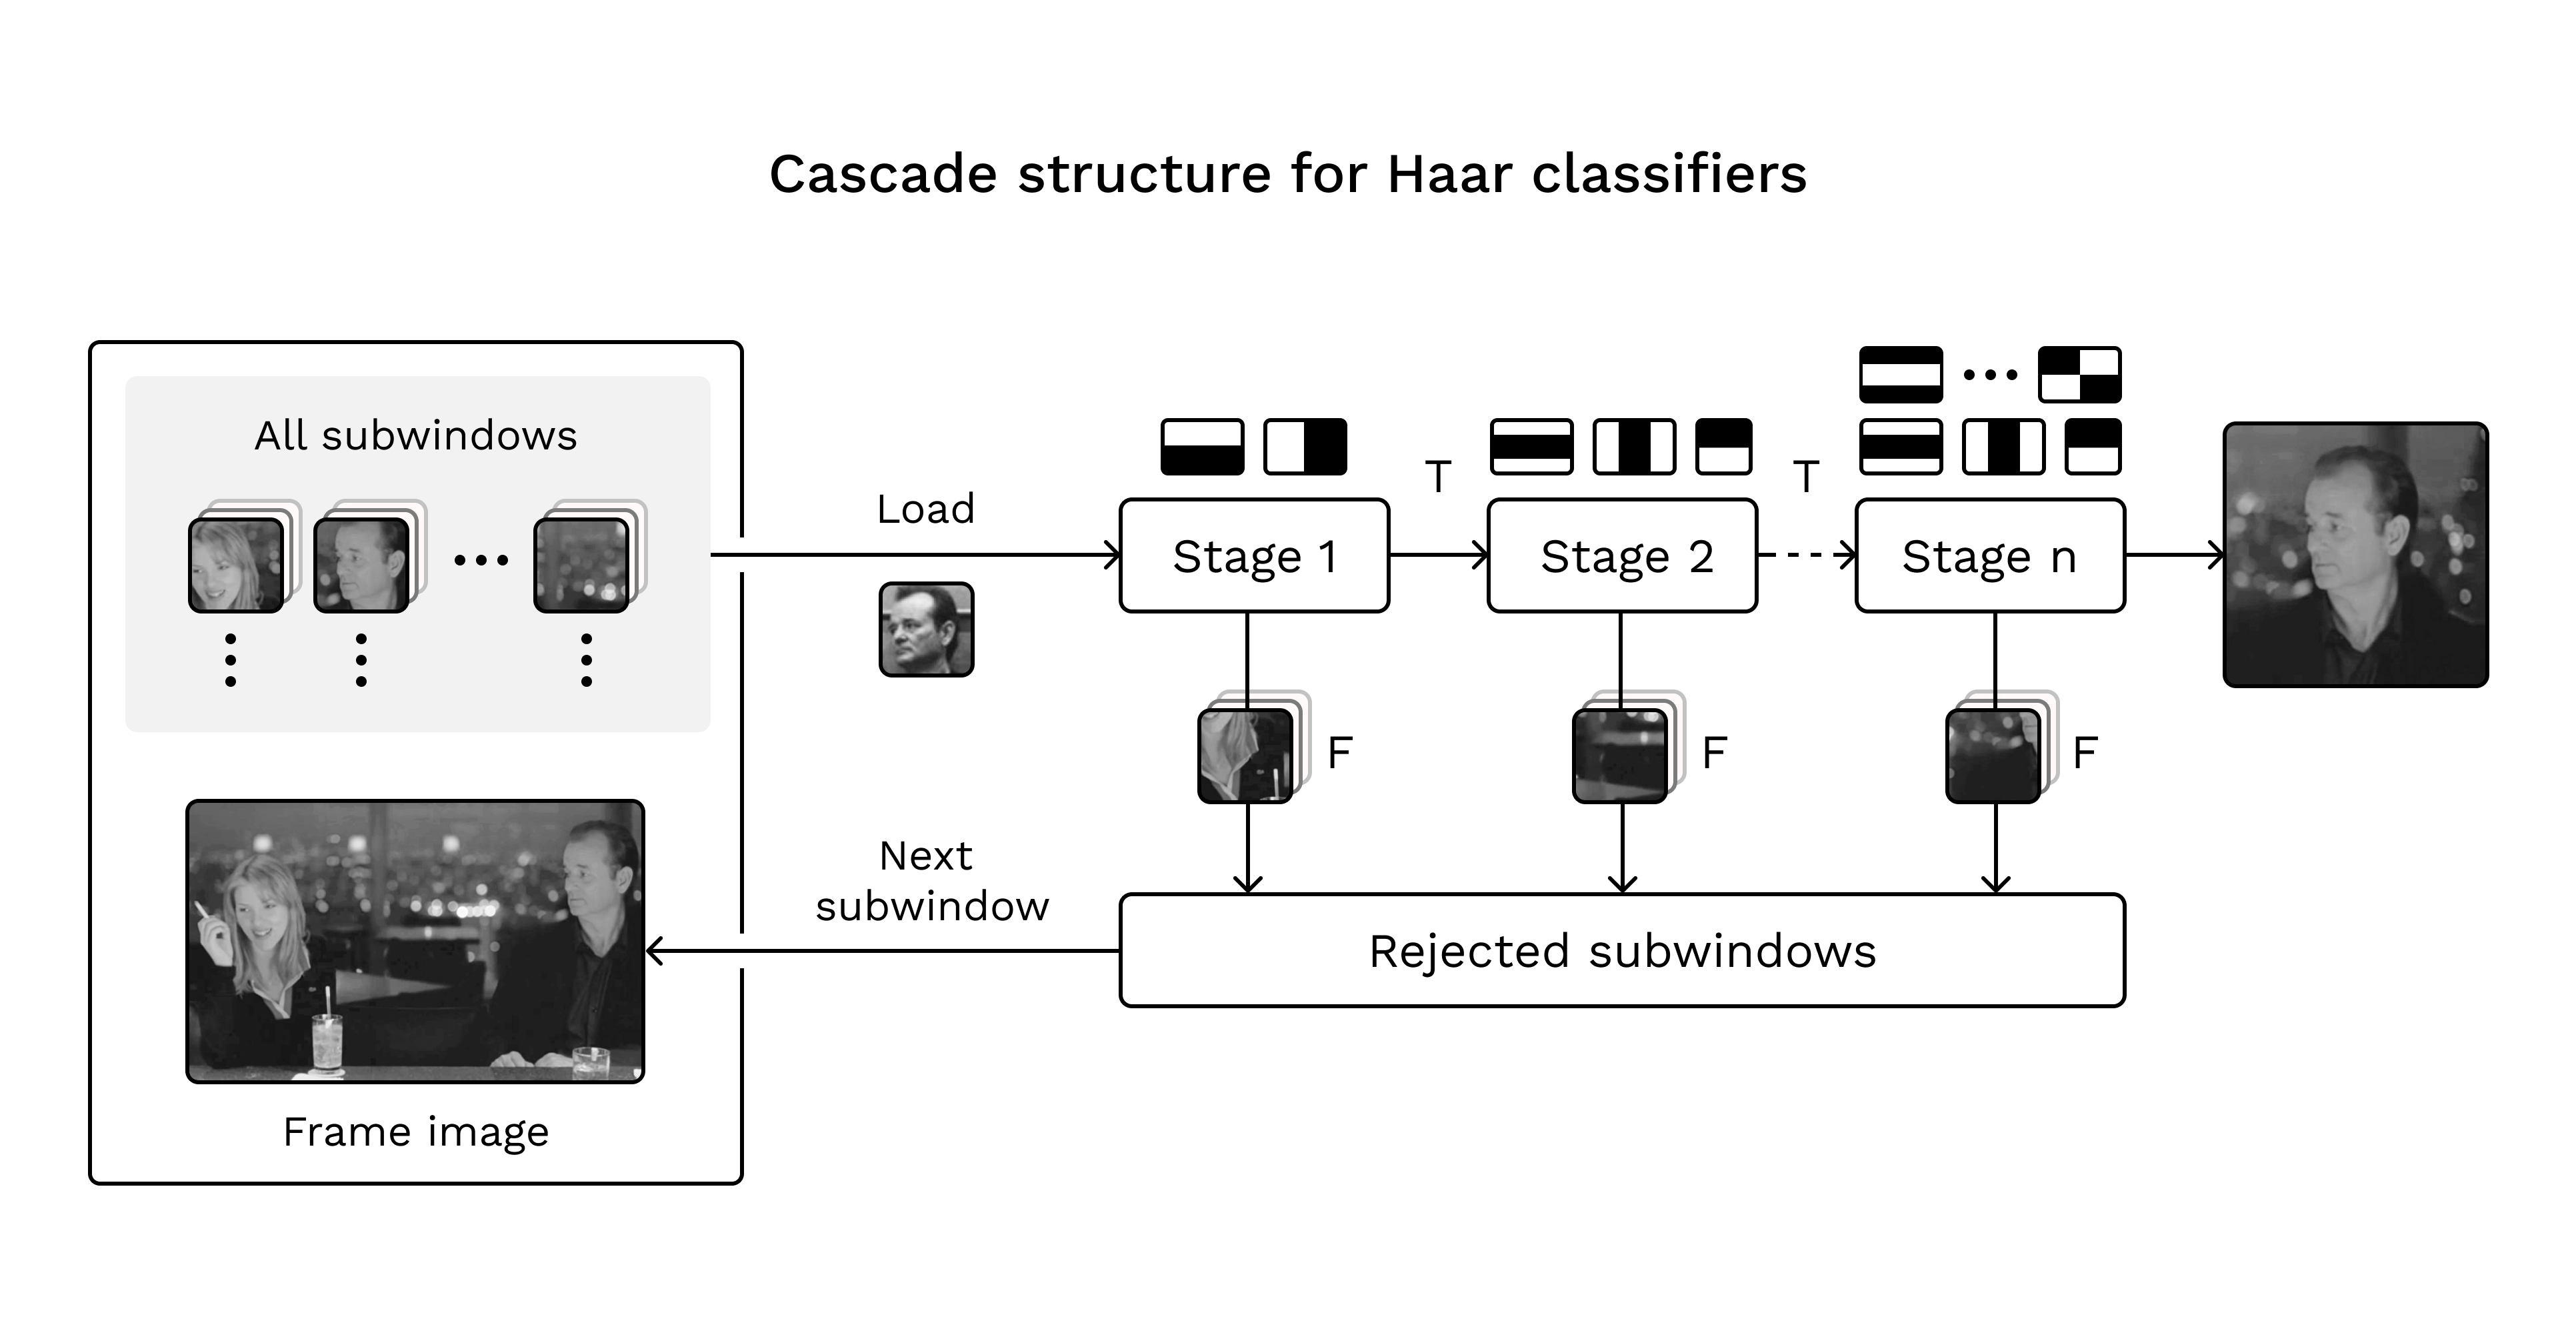 Cascade structure for Haar classifiers
All subwindows
Load
T
T
Stage 1
Stage 2
Stage n
F
F
F
Next
subwindow
Rejected subwindows
Frame image